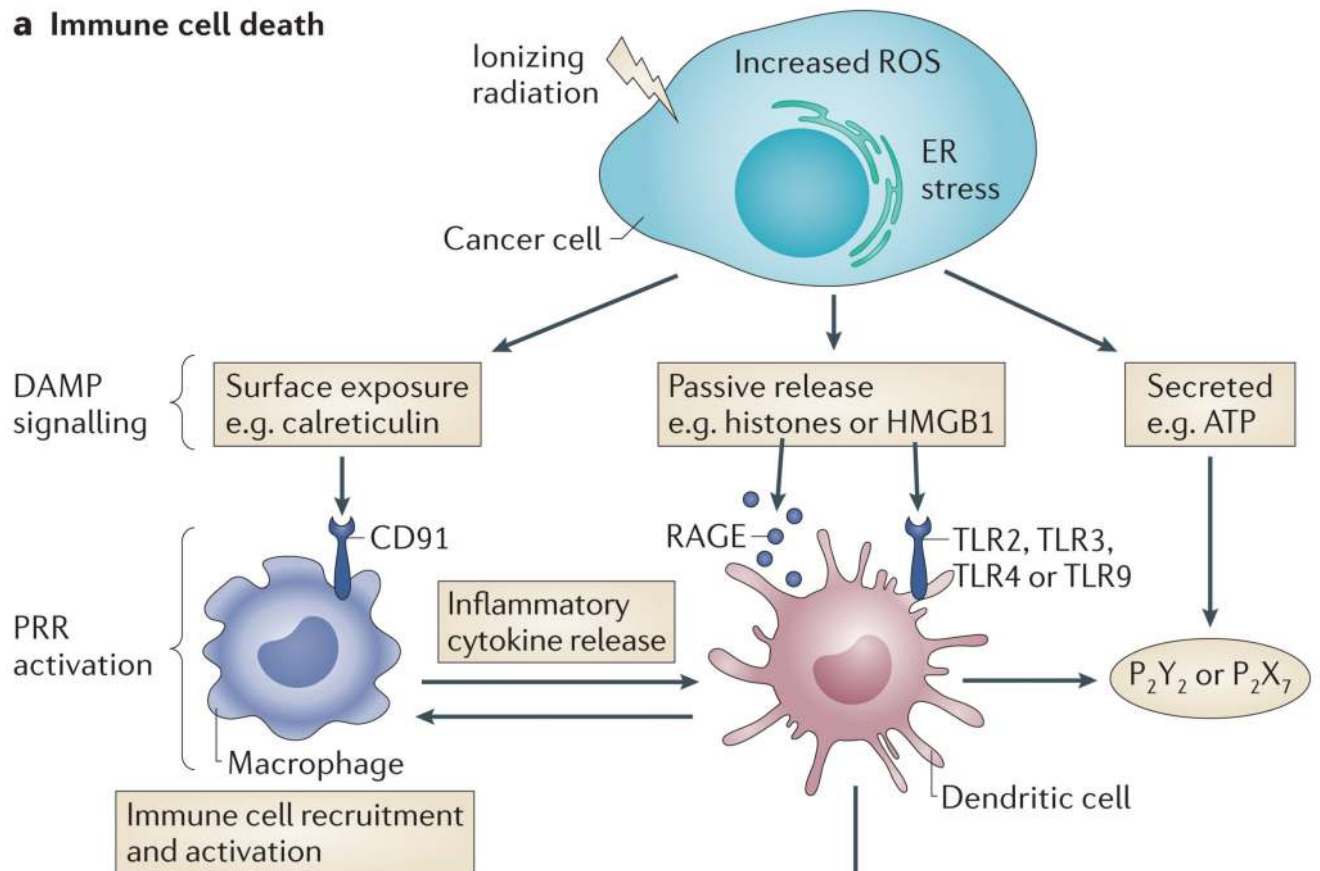 a Immune cell death
Ionizing
radiation
Increased ROS
ER
stress
Cancer cell
DAMP
signalling
Surface exposure
e.g. calreticulin
Passive release
e.g. histones or HMGB1
Secreted
e.g. ATP
CD91
RAGE
TLR2, TLR3,
TLR4 or TLR9
PRR
activation
Inflammatory
cytokine release
P₂Y₂ or P₂X₇
Macrophage
Dendritic cell
Immune cell recruitment
and activation